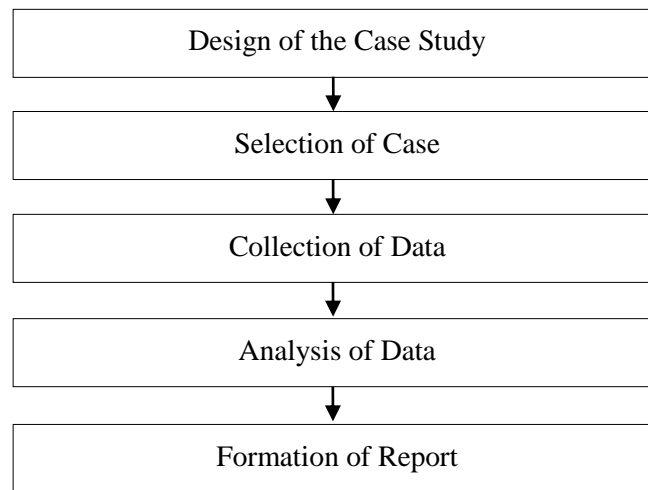 Design of the Case Study
Selection of Case
Collection of Data
Analysis of Data
Formation of Report